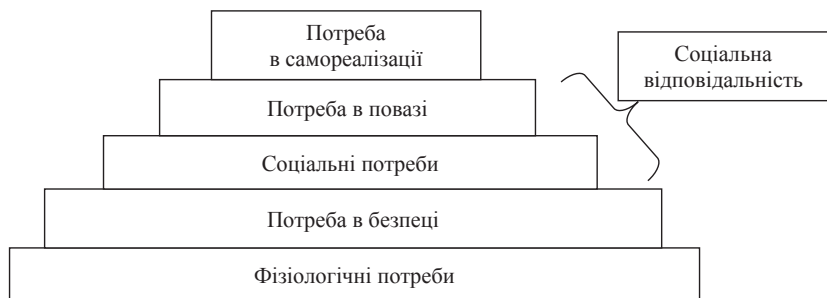 Потреба
в самореалізації
Соціальна
відповідальність
Потреба в повазі
Соціальні потреби
Потреба в безпеці
Фізіологічні потреби